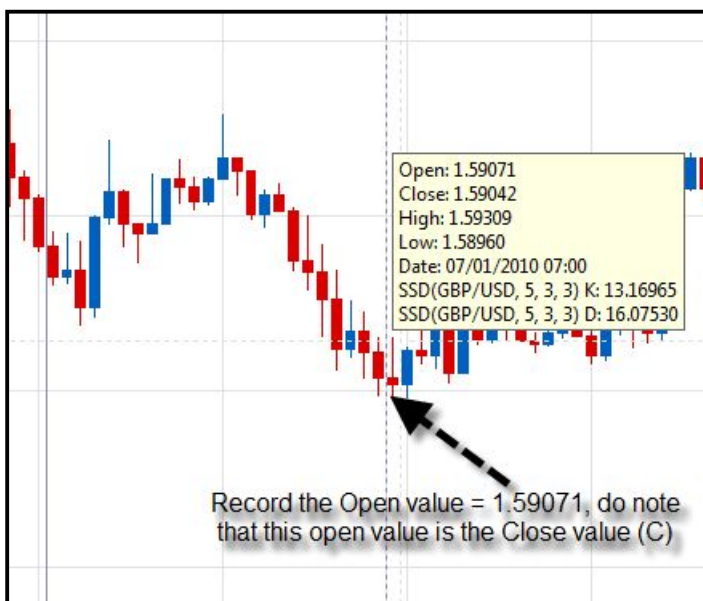 Open: 1.59071
Close: 1.59042
High: 1.59309
Low: 1.58960
Date: 07/01/2010 07:00
SSD(GBP/USD, 5, 3, 3) K: 13.16965
SSD(GBP/USD, 5, 3, 3) D: 16.07530
Record the Open value = 1.59071, do note
that this open value is the Close value (C)